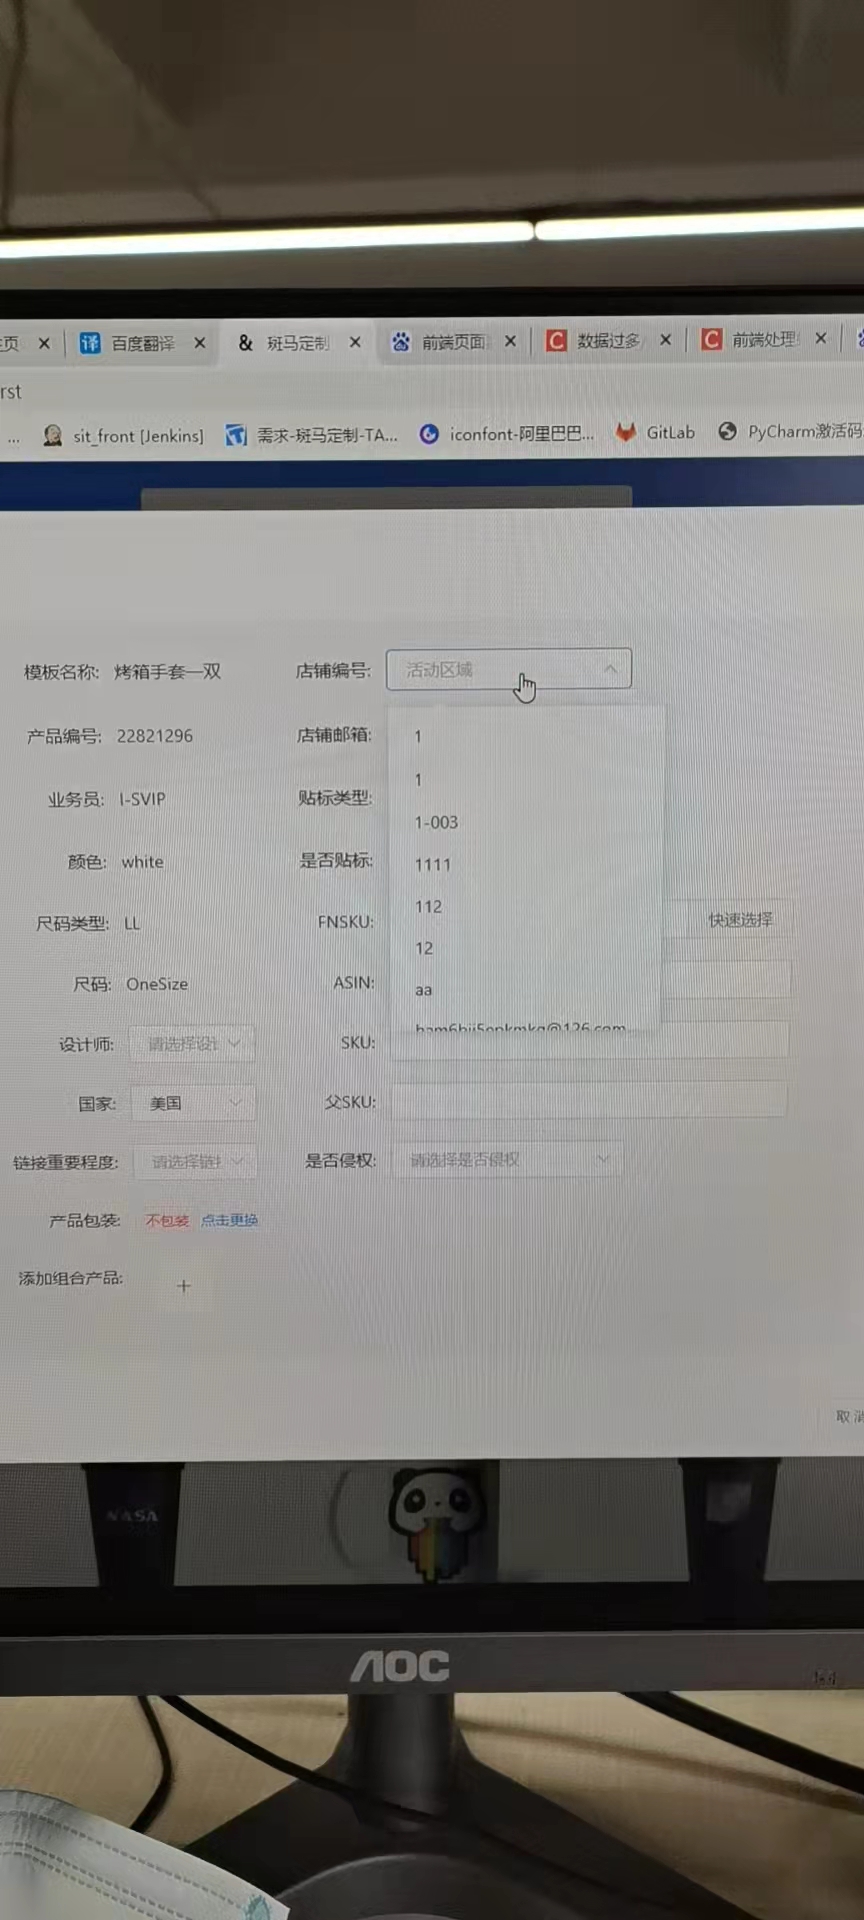 百度翻译
& 斑马定制
前端页面
C 数据过多
C 前端处理
rst
... sit_front [Jenkins]
需求-斑马定制-TA...
iconfont-阿里巴巴...
GitLab
PyCharm激活码
模板名称: 烤箱手套一双
店铺编号: 活动区域
产品编号: 22821296
店铺邮箱:
1
业务员: I-SVIP
贴标类型:
1
1-003
颜色: white
是否贴标:
1111
112
尺码类型: LL
FNSKU:
快速选择
12
尺码: OneSize
ASIN:
aa
设计师: 请选择设
SKU:
国家: 美国
父SKU:
链接重要程度: 请选择链
是否侵权: 请选择是否侵权
产品包装: 不包装 点击更换
添加组合产品: +
取消
NASA
AOC